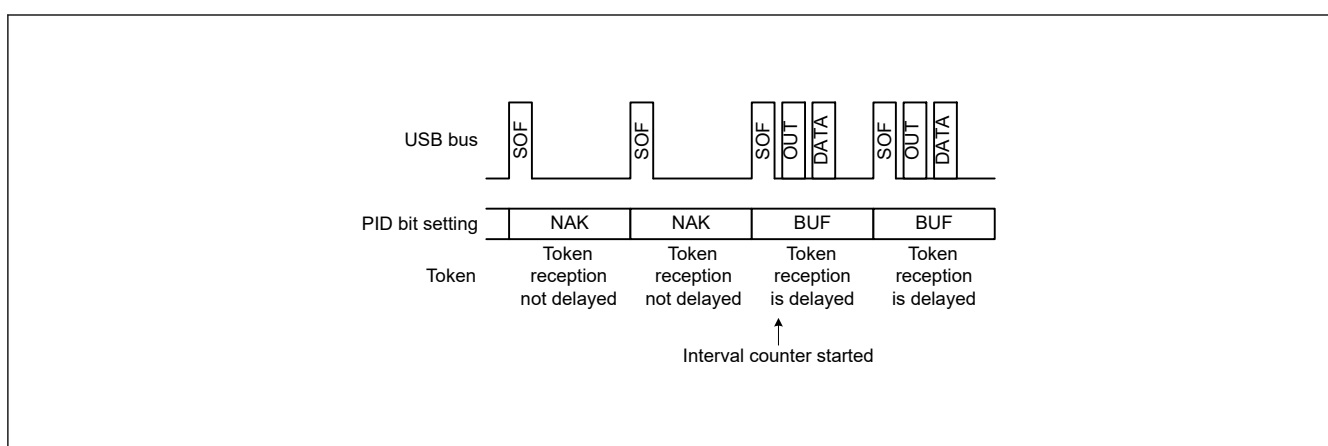 SOF SOF SOF OUT DATA SOF OUT DATA
USB bus
PID bit setting NAK NAK BUF BUF
Token Token Token Token
Token reception reception reception reception
not delayed not delayed is delayed is delayed
Interval counter started